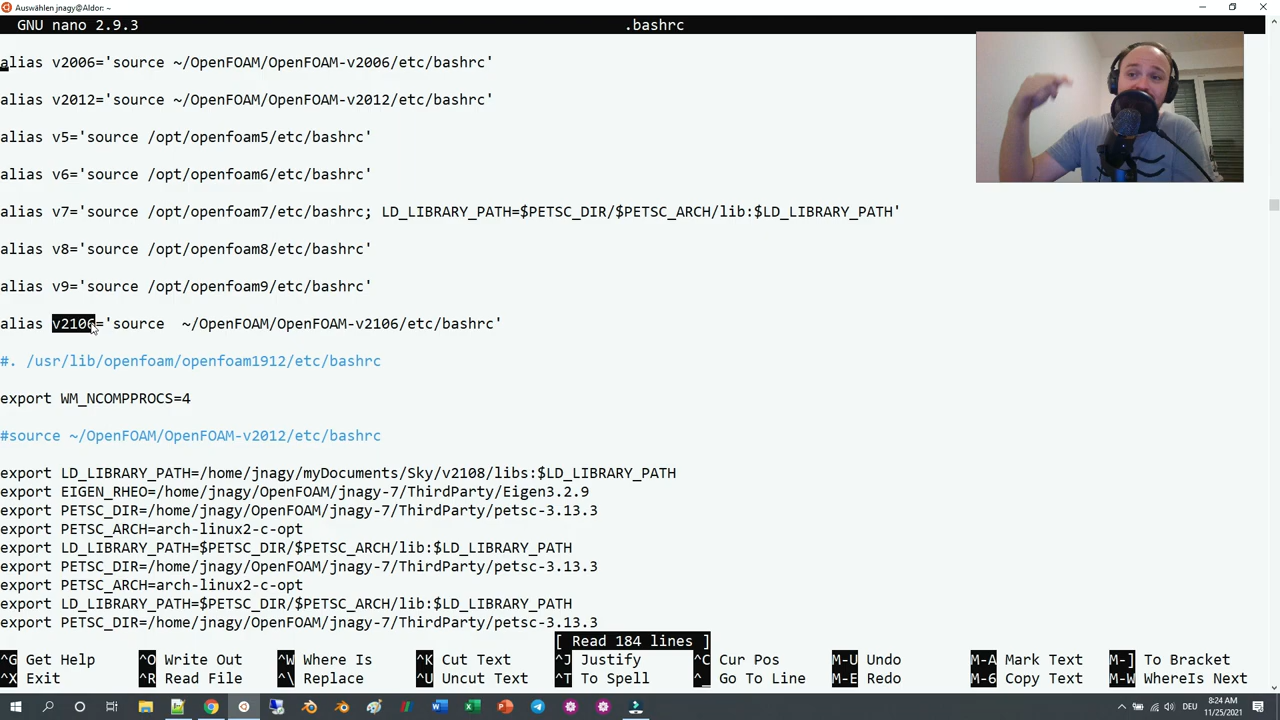 Auswählen jnagy@Aldor: ~
GNU nano 2.9.3 .bashrc
alias v2006='source ~/OpenFOAM/OpenFOAM-v2006/etc/bashrc'
alias v2012='source ~/OpenFOAM/OpenFOAM-v2012/etc/bashrc'
alias v5='source /opt/openfoam5/etc/bashrc'
alias v6='source /opt/openfoam6/etc/bashrc'
alias v7='source /opt/openfoam7/etc/bashrc; LD_LIBRARY_PATH=$PETSC_DIR/$PETSC_ARCH/lib:$LD_LIBRARY_PATH'
alias v8='source /opt/openfoam8/etc/bashrc'
alias v9='source /opt/openfoam9/etc/bashrc'
alias v2106='source  ~/OpenFOAM/OpenFOAM-v2106/etc/bashrc'
#. /usr/lib/openfoam/openfoam1912/etc/bashrc
export WM_NCOMPPROCS=4
#source ~/OpenFOAM/OpenFOAM-v2012/etc/bashrc
export LD_LIBRARY_PATH=/home/jnagy/myDocuments/Sky/v2108/libs:$LD_LIBRARY_PATH
export EIGEN_RHEO=/home/jnagy/OpenFOAM/jnagy-7/ThirdParty/Eigen3.2.9
export PETSC_DIR=/home/jnagy/OpenFOAM/jnagy-7/ThirdParty/petsc-3.13.3
export PETSC_ARCH=arch-linux2-c-opt
export LD_LIBRARY_PATH=$PETSC_DIR/$PETSC_ARCH/lib:$LD_LIBRARY_PATH
export PETSC_DIR=/home/jnagy/OpenFOAM/jnagy-7/ThirdParty/petsc-3.13.3
export PETSC_ARCH=arch-linux2-c-opt
export LD_LIBRARY_PATH=$PETSC_DIR/$PETSC_ARCH/lib:$LD_LIBRARY_PATH
export PETSC_DIR=/home/jnagy/OpenFOAM/jnagy-7/ThirdParty/petsc-3.13.3
[ Read 184 lines ]
^G Get Help ^O Write Out ^W Where Is ^K Cut Text ^J Justify ^C Cur Pos M-U Undo M-A Mark Text M-] To Bracket
^X Exit ^R Read File ^\ Replace ^U Uncut Text ^T To Spell ^_ Go To Line M-E Redo M-6 Copy Text M-W WhereIs Next
DEU
8:24 AM
11/25/2021